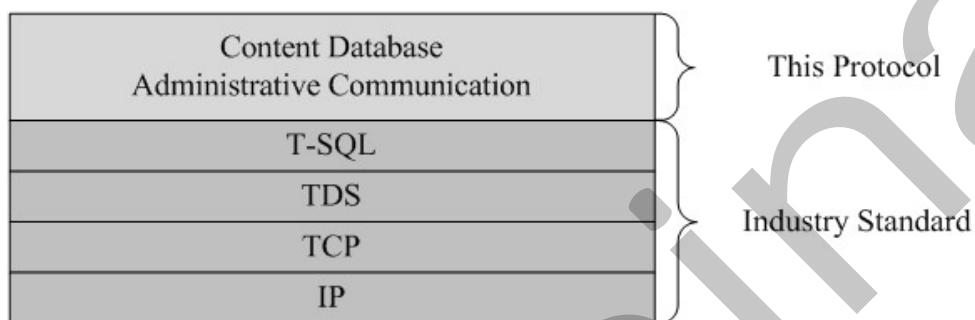 Content Database
Administrative Communication
This Protocol
T-SQL
TDS
TCP
IP
Industry Standard